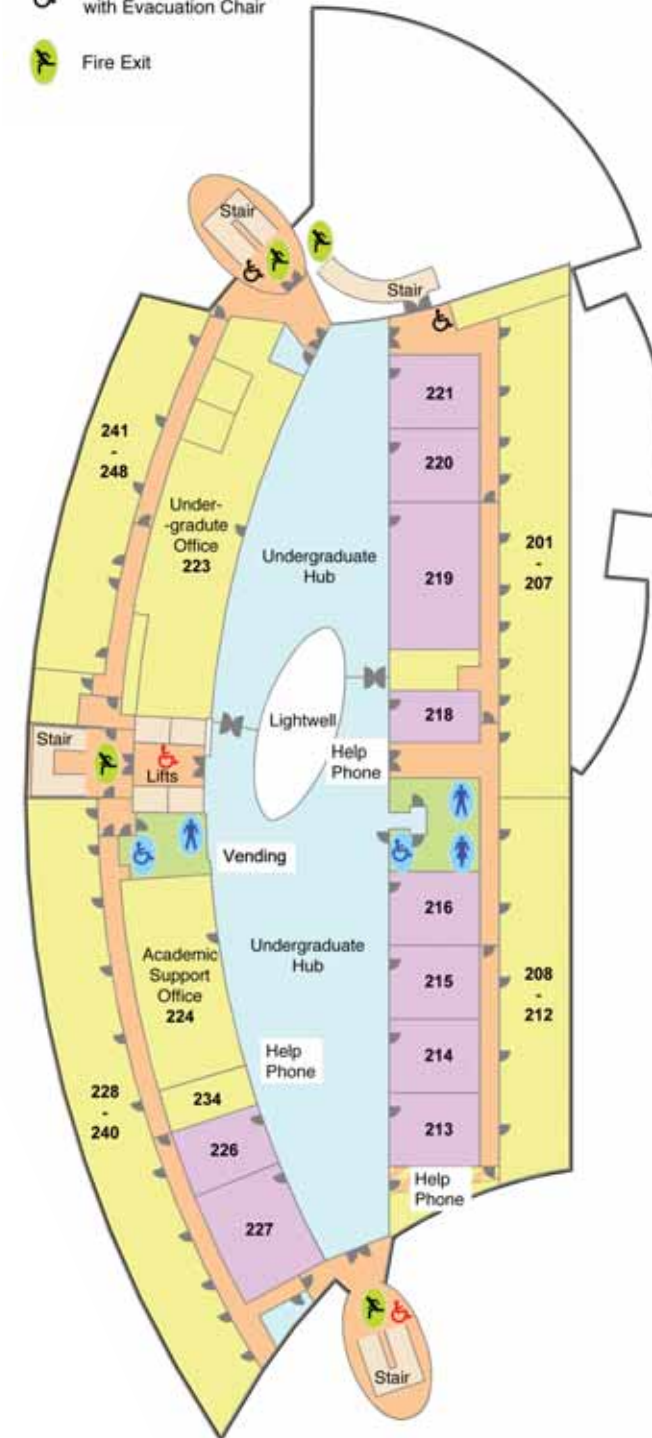 with Evacuation Chair
Fire Exit
Stair
Stair
221
220
241
-
248
Under-
-gradute
Office
223
Undergraduate
Hub
219
201
-
207
218
Lightwell
Stair
Help
Phone
Lifts
Vending
216
Academic
Support
Office
224
Undergraduate
Hub
215
208
-
212
214
Help
Phone
228
-
240
234
213
226
Help
Phone
227
Stair